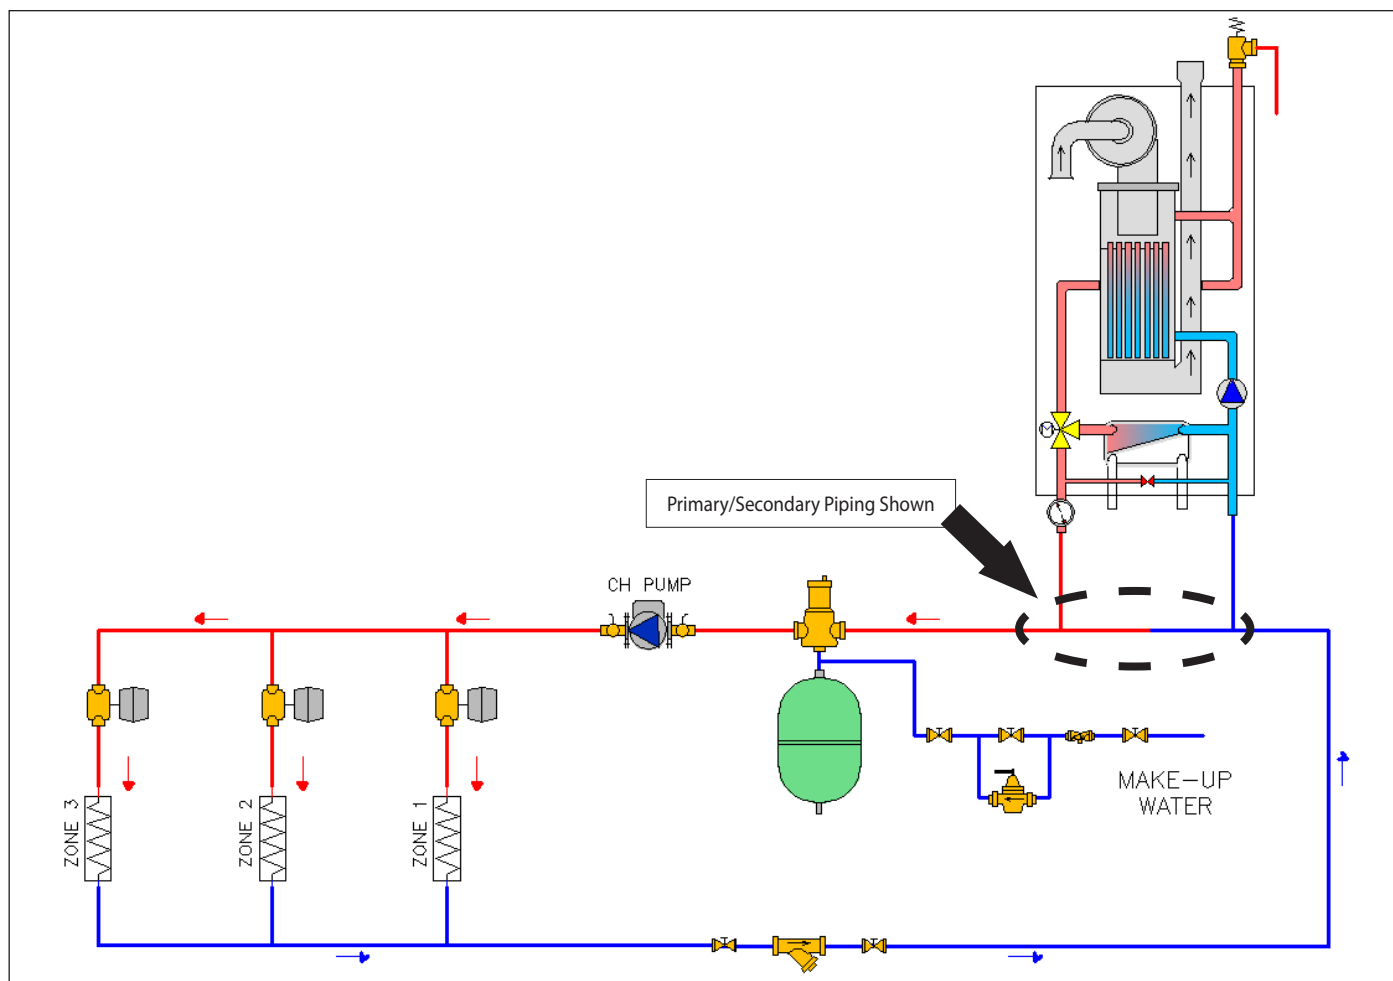 Primary/Secondary Piping Shown
CH PUMP
M
MAKE-UP
WATER
ZONE 3
ZONE 2
ZONE 1